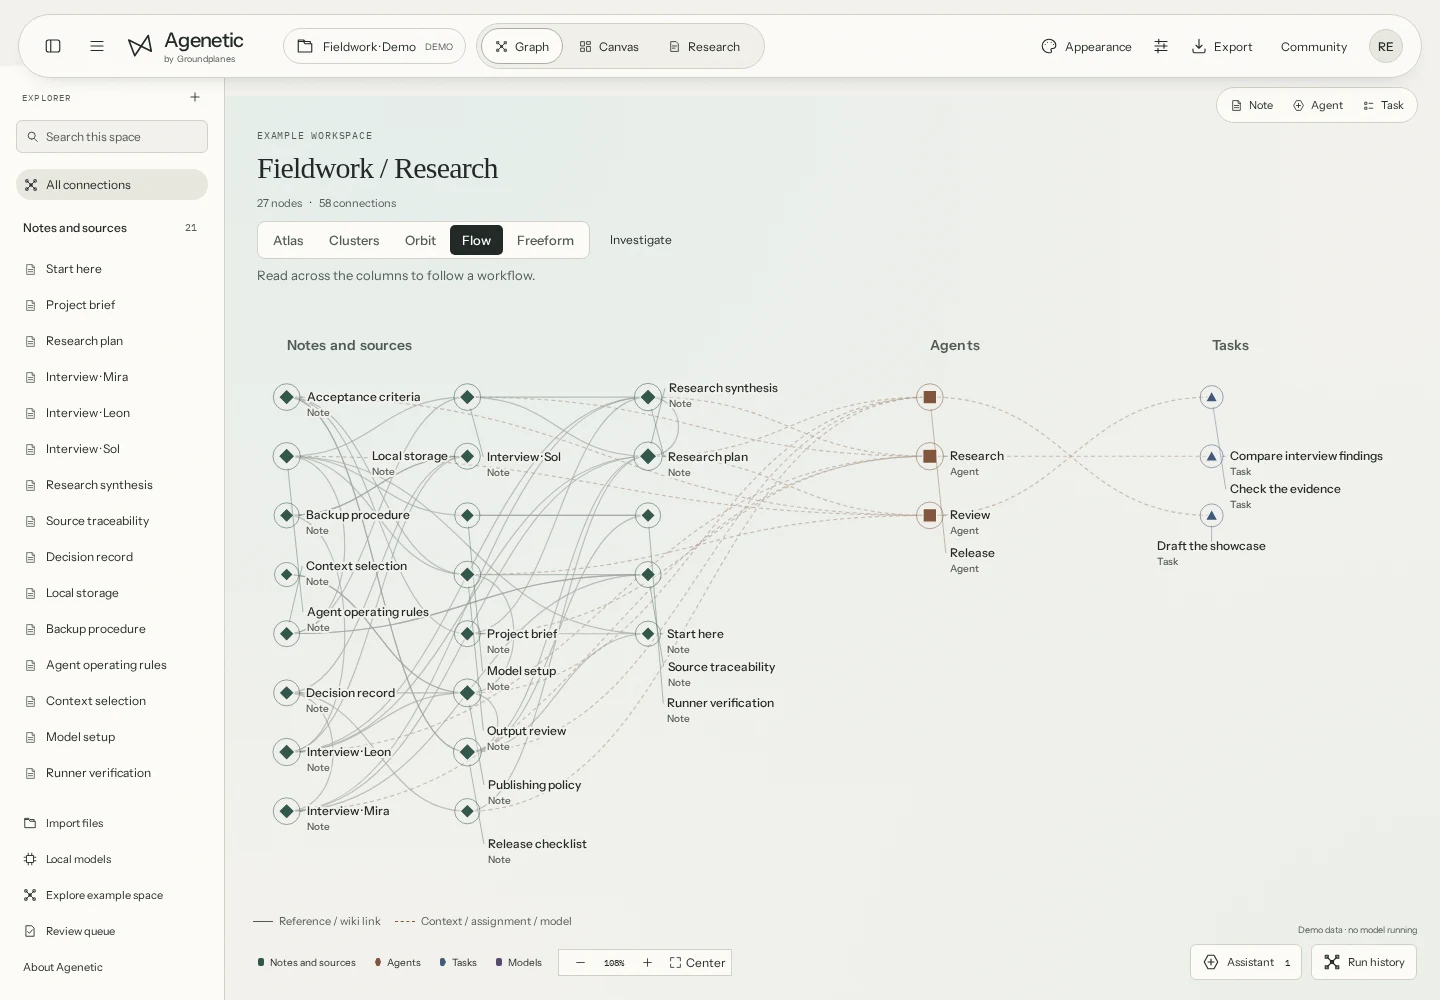 Agenetic
by Groundplanes
Fieldwork · Demo DEMO
Graph
Canvas
Research
Appearance
Export
Community
RE
EXPLORER
Search this space
All connections
Notes and sources 21
Start here
Project brief
Research plan
Interview · Mira
Interview · Leon
Interview · Sol
Research synthesis
Source traceability
Decision record
Local storage
Backup procedure
Agent operating rules
Context selection
Model setup
Runner verification
Import files
Local models
Explore example space
Review queue
About Agenetic
Note
Agent
Task
EXAMPLE WORKSPACE
Fieldwork / Research
27 nodes · 58 connections
Atlas
Clusters
Orbit
Flow
Freeform
Investigate
Read across the columns to follow a workflow.
Notes and sources
Agents
Tasks
Acceptance criteria
Note
Local storage
Note
Backup procedure
Note
Context selection
Note
Agent operating rules
Note
Decision record
Note
Interview · Leon
Note
Interview · Mira
Note
Interview · Sol
Note
Project brief
Note
Model setup
Note
Output review
Note
Publishing policy
Note
Release checklist
Note
Research synthesis
Note
Research plan
Note
Start here
Note
Source traceability
Note
Runner verification
Note
Research
Agent
Review
Agent
Release
Agent
Compare interview findings
Task
Check the evidence
Task
Draft the showcase
Task
Reference / wiki link
Context / assignment / model
Notes and sources
Agents
Tasks
Models
108%
Center
Demo data · no model running
Assistant 1
Run history